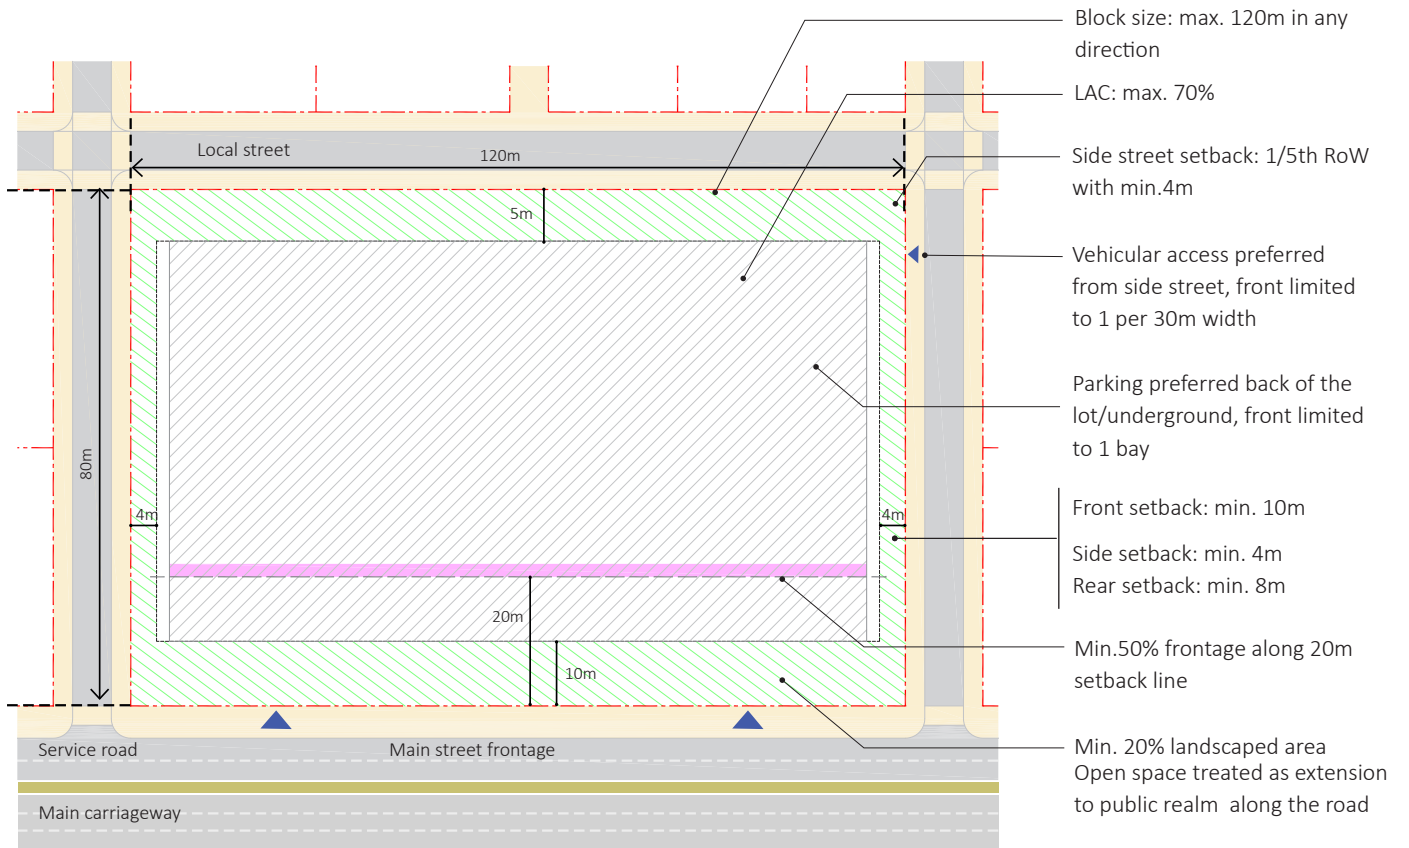 Block size: max. 120m in any
direction
LAC: max. 70%
Local street
120m
Side street setback: 1/5th RoW
with min.4m
5m
Vehicular access preferred
from side street, front limited
to 1 per 30m width
Parking preferred back of the
lot/underground, front limited
to 1 bay
80m
4m
4m
Front setback: min. 10m
Side setback: min. 4m
Rear setback: min. 8m
20m
10m
Min.50% frontage along 20m
setback line
Service road
Main street frontage
Min. 20% landscaped area
Open space treated as extension
to public realm along the road
Main carriageway